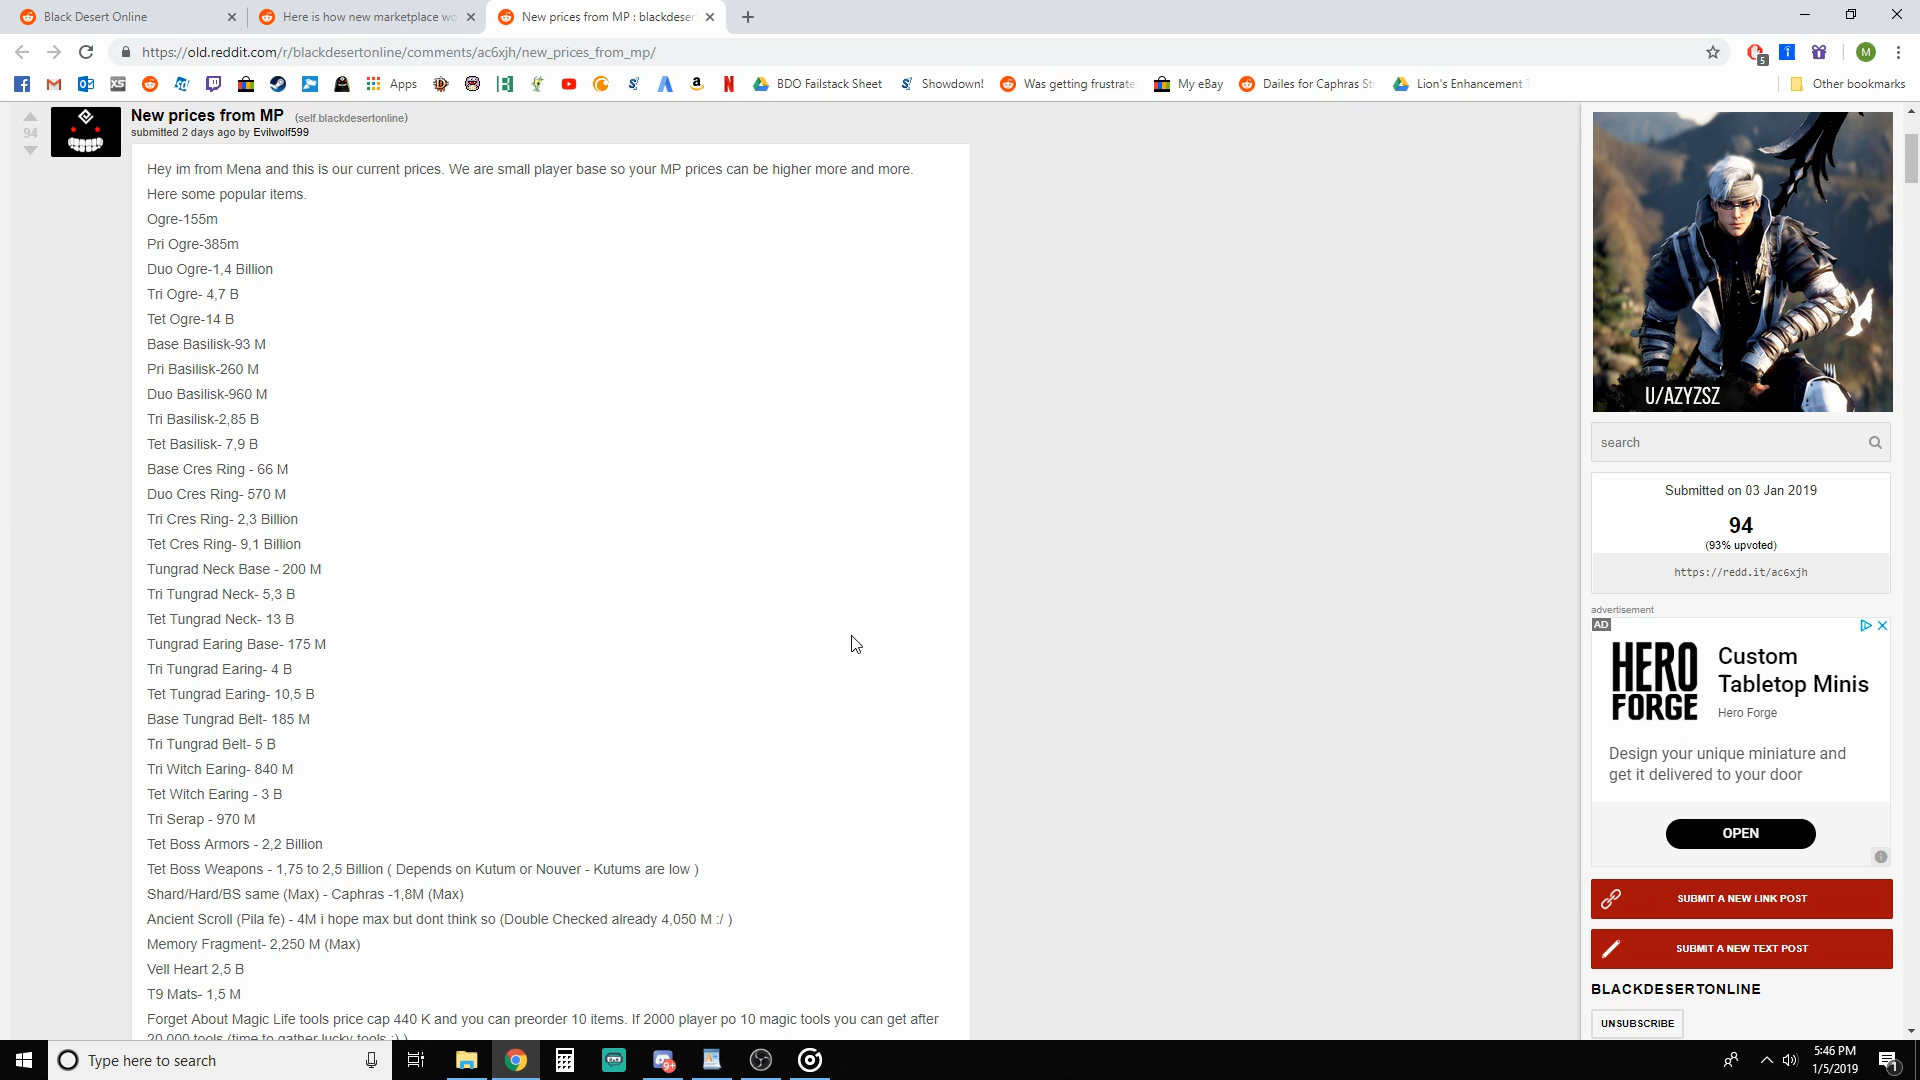 Black Desert Online
Here is how new marketplace wo
New prices from MP : blackdeser
https://old.reddit.com/r/blackdesertonline/comments/ac6xjh/new_prices_from_mp/
5
M
Apps
BDO Failstack Sheet
Showdown!
Was getting frustrate
My eBay
Dailes for Caphras St
Lion's Enhancement T
Other bookmarks
94
New prices from MP (self.blackdesertonline)
submitted 2 days ago by Evilwolf599
Hey im from Mena and this is our current prices. We are small player base so your MP prices can be higher more and more.
Here some popular items.
Ogre-155m
Pri Ogre-385m
Duo Ogre-1,4 Billion
Tri Ogre- 4,7 B
Tet Ogre-14 B
Base Basilisk-93 M
Pri Basilisk-260 M
Duo Basilisk-960 M
Tri Basilisk-2,85 B
Tet Basilisk- 7,9 B
Base Cres Ring - 66 M
Duo Cres Ring- 570 M
Tri Cres Ring- 2,3 Billion
Tet Cres Ring- 9,1 Billion
Tungrad Neck Base - 200 M
Tri Tungrad Neck- 5,3 B
Tet Tungrad Neck- 13 B
Tungrad Earing Base- 175 M
Tri Tungrad Earing- 4 B
Tet Tungrad Earing- 10,5 B
Base Tungrad Belt- 185 M
Tri Tungrad Belt- 5 B
Tri Witch Earing- 840 M
Tet Witch Earing - 3 B
Tri Serap - 970 M
Tet Boss Armors - 2,2 Billion
Tet Boss Weapons - 1,75 to 2,5 Billion ( Depends on Kutum or Nouver - Kutums are low )
Shard/Hard/BS same (Max) - Caphras -1,8M (Max)
Ancient Scroll (Pila fe) - 4M i hope max but dont think so (Double Checked already 4,050 M :/ )
Memory Fragment- 2,250 M (Max)
Vell Heart 2,5 B
T9 Mats- 1,5 M
Forget About Magic Life tools price cap 440 K and you can preorder 10 items. If 2000 player po 10 magic tools you can get after
20.000 tools (time to gather lucky tools :) )
U/AZYZSZ
search
Submitted on 03 Jan 2019
94
(93% upvoted)
https://redd.it/ac6xjh
advertisement
AD
HERO
FORGE
Custom
Tabletop Minis
Hero Forge
Design your unique miniature and
get it delivered to your door
OPEN
SUBMIT A NEW LINK POST
SUBMIT A NEW TEXT POST
BLACKDESERTONLINE
UNSUBSCRIBE
Type here to search
9+
5:46 PM
1/5/2019
1